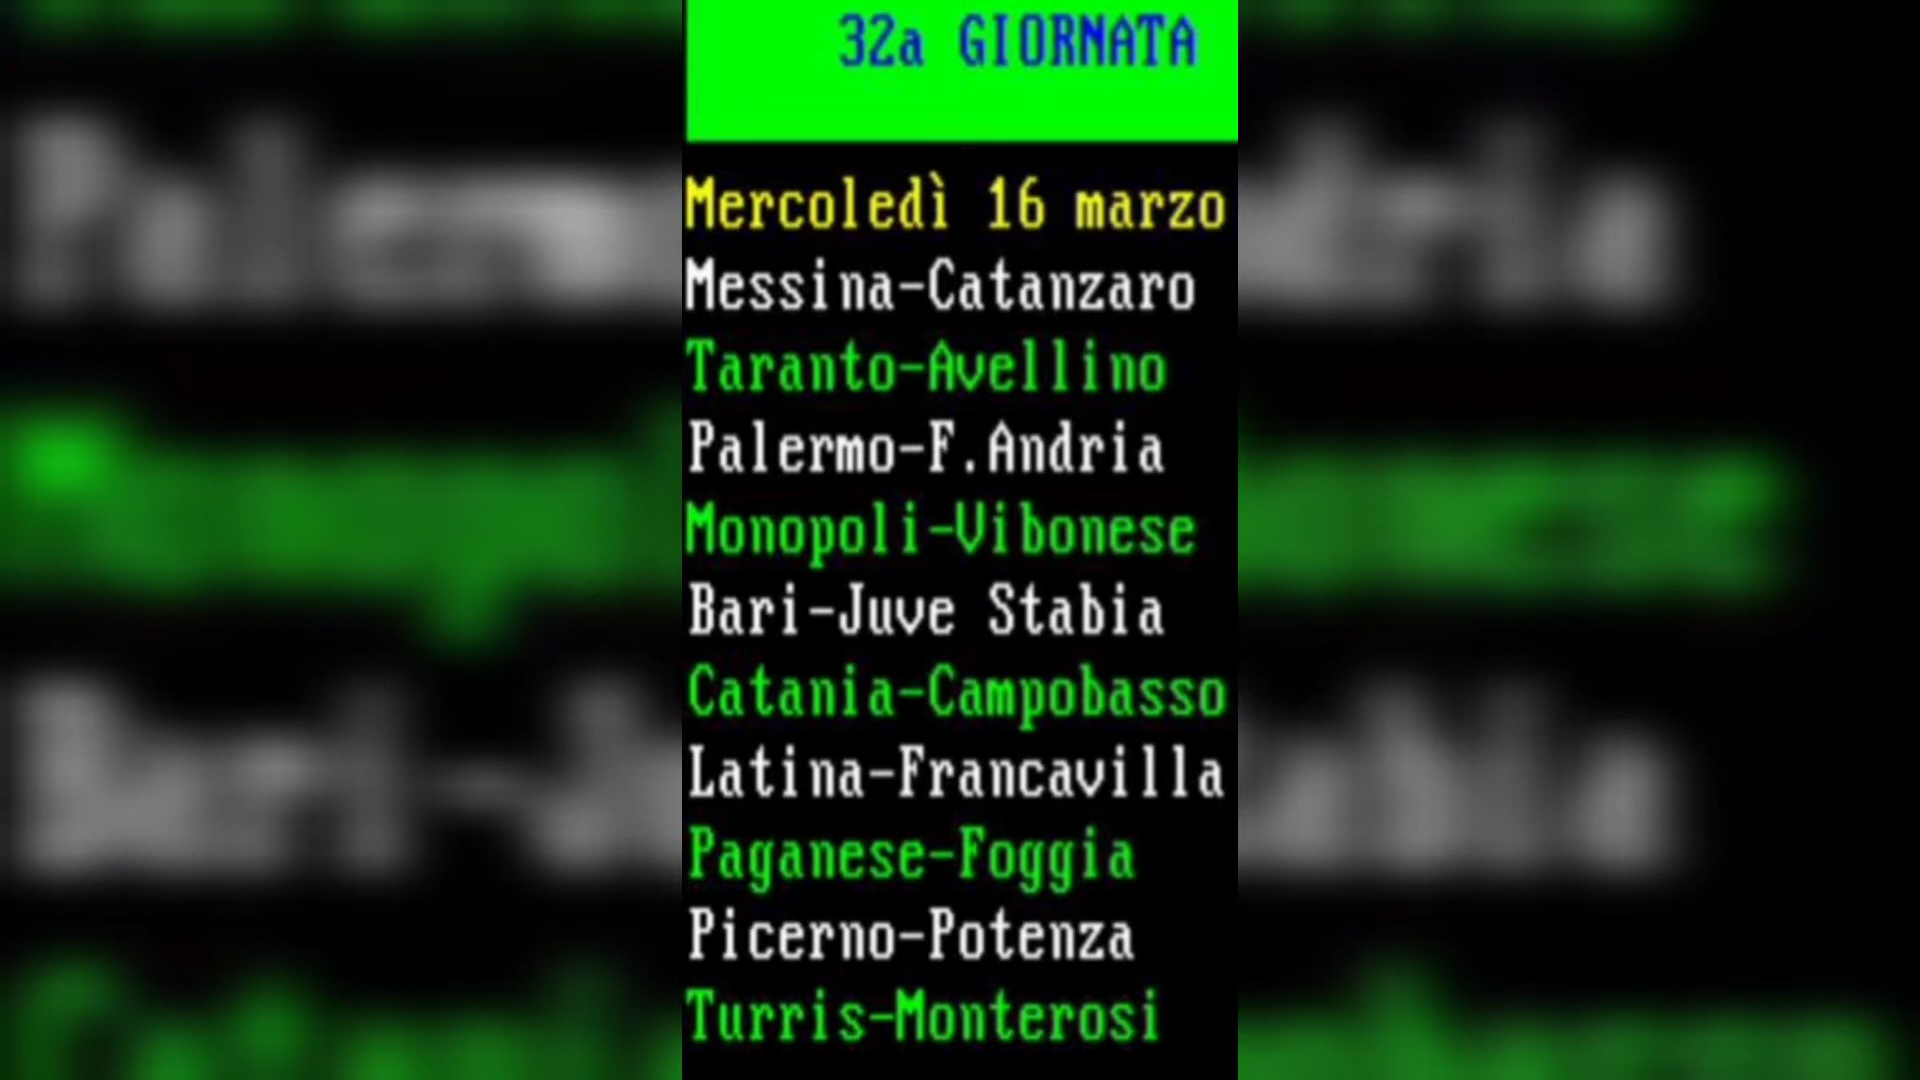 32a GIORNATA
Mercoledì 16 marzo
Messina-Catanzaro
Taranto-Avellino
Palermo-F.Andria
Monopoli-Vibonese
Bari-Juve Stabia
Catania-Campobasso
Latina-Francavilla
Paganese-Foggia
Picerno-Potenza
Turris-Monterosi